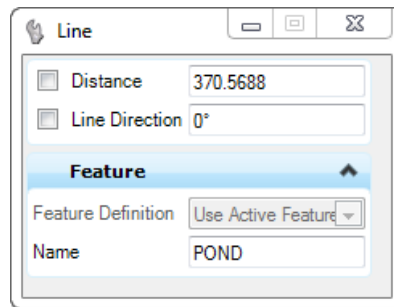 Line
Distance 370.5688
Line Direction 0°
Feature
Feature Definition Use Active Feature
Name POND